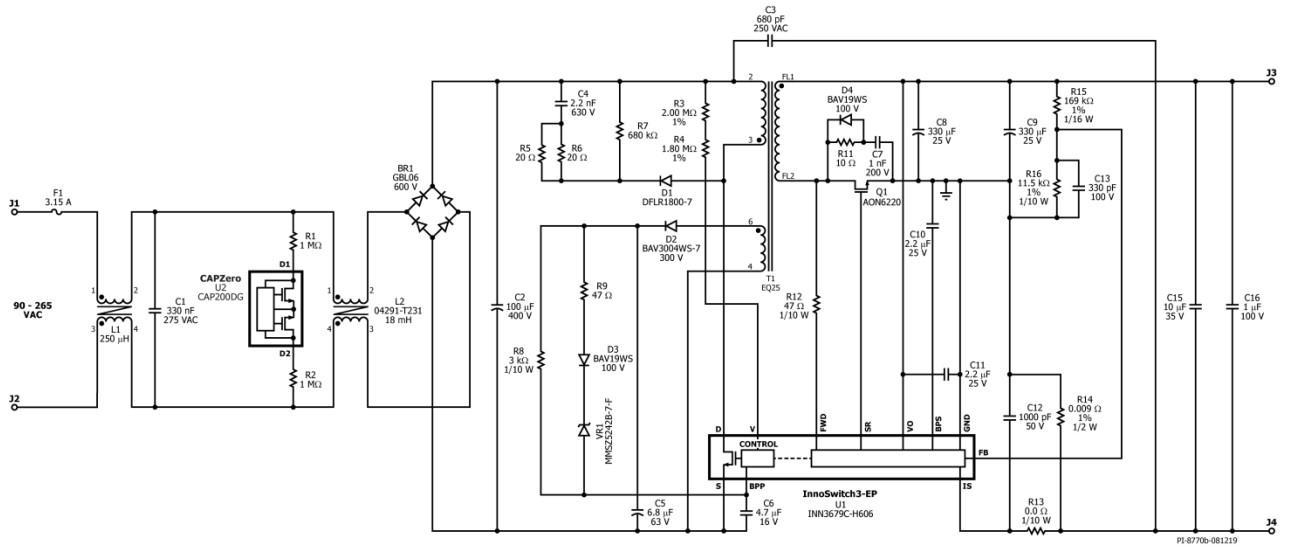 C3
680 pF
250 VAC
2
FL1
J3
C4
2.2 nF
630 V
R7
680 kΩ
R3
2.00 MΩ
1%
R4
1.80 MΩ
1%
D4
BAV19WS
100 V
C8
330 μF
25 V
C9
330 μF
25 V
R15
169 kΩ
1%
1/16 W
R5
20 Ω
R6
20 Ω
3
R11
10 Ω
C7
1 nF
200 V
BR1
GBL06
600 V
D1
DFLR1800-7
FL2
Q1
AON6220
R16
11.5 kΩ
1%
1/10 W
C13
330 pF
100 V
F1
3.15 A
J1
6
D2
BAV3004WS-7
300 V
4
T1
EQ25
C10
2.2 μF
25 V
R1
1 MΩ
D1
CAPZero
U2
CAP200DG
D2
R2
1 MΩ
1
2
3
4
L1
250 μH
90 - 265
VAC
C1
330 nF
275 VAC
1
2
4
3
L2
04291-T231
18 mH
C2
100 μF
400 V
R9
47 Ω
R12
47 Ω
1/10 W
C15
10 μF
35 V
C16
1 μF
100 V
R8
3 kΩ
1/10 W
D3
BAV19WS
100 V
C11
2.2 μF
25 V
J2
VR1
MMSZ5242B-7-F
C12
1000 pF
50 V
R14
0.009 Ω
1%
1/2 W
D
V
FWD
SR
VO
BPS
GND
CONTROL
FB
S
BPP
IS
InnoSwitch3-EP
U1
INN3679C-H606
C5
6.8 μF
63 V
C6
4.7 μF
16 V
R13
0.0 Ω
1/10 W
J4
PI-8770b-081219